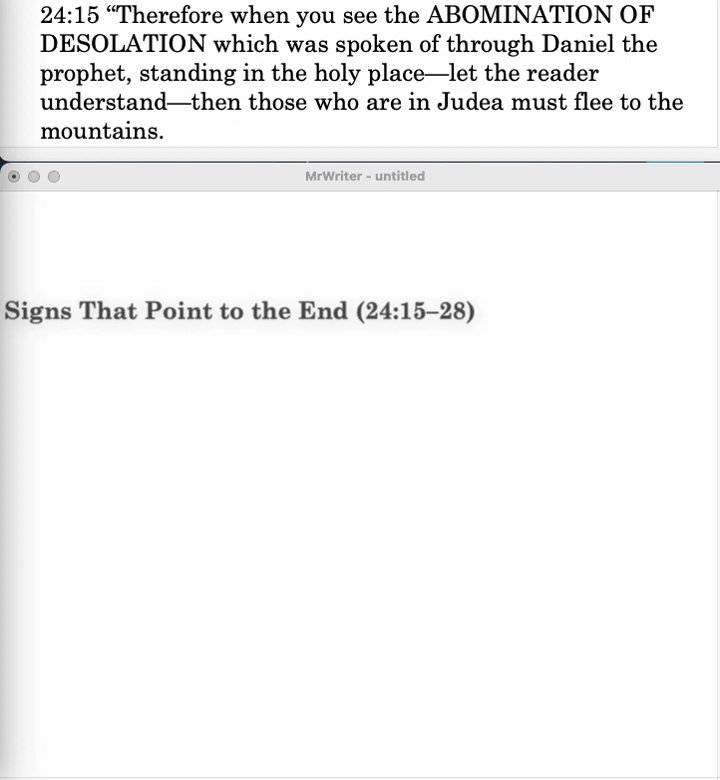 24:15 “Therefore when you see the ABOMINATION OF
DESOLATION which was spoken of through Daniel the
prophet, standing in the holy place—let the reader
understand—then those who are in Judea must flee to the
mountains.
MrWriter - untitled
Signs That Point to the End (24:15–28)